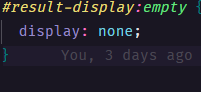 #result-display:empty {
display: none;
}
You, 3 days ago